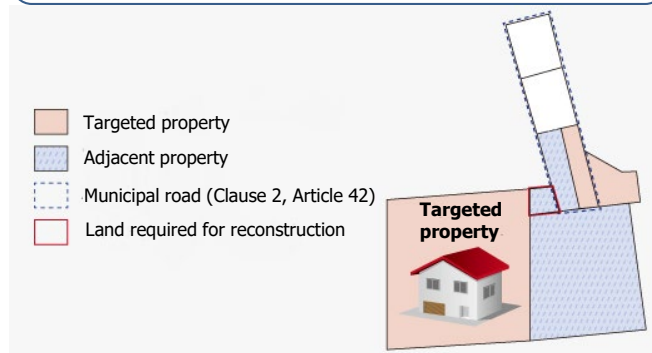 Targeted property
Adjacent property
Municipal road (Clause 2, Article 42)
Land required for reconstruction
Targeted
property